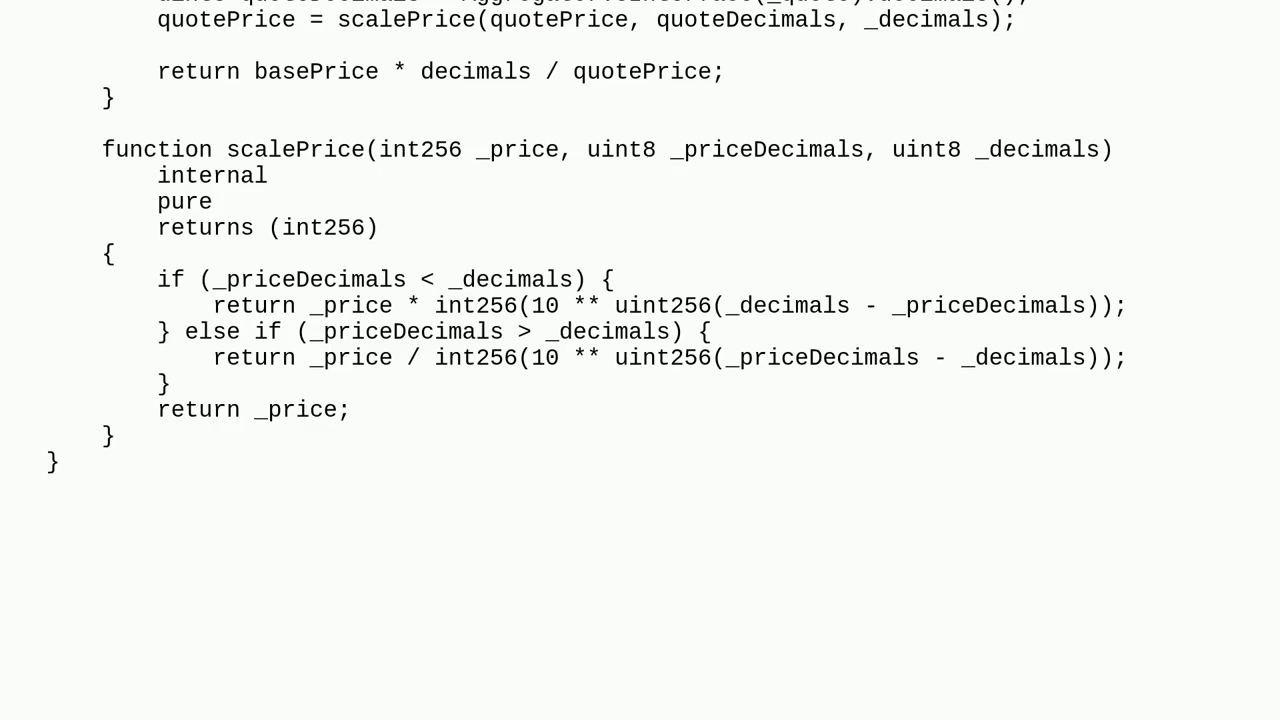 quotePrice = scalePrice(quotePrice, quoteDecimals, _decimals);
return basePrice * decimals / quotePrice;
}
function scalePrice(int256 _price, uint8 _priceDecimals, uint8 _decimals)
internal
pure
returns (int256)
{
if (_priceDecimals < _decimals) {
return _price * int256(10 ** uint256(_decimals - _priceDecimals));
} else if (_priceDecimals > _decimals) {
return _price / int256(10 ** uint256(_priceDecimals - _decimals));
}
return _price;
}
}